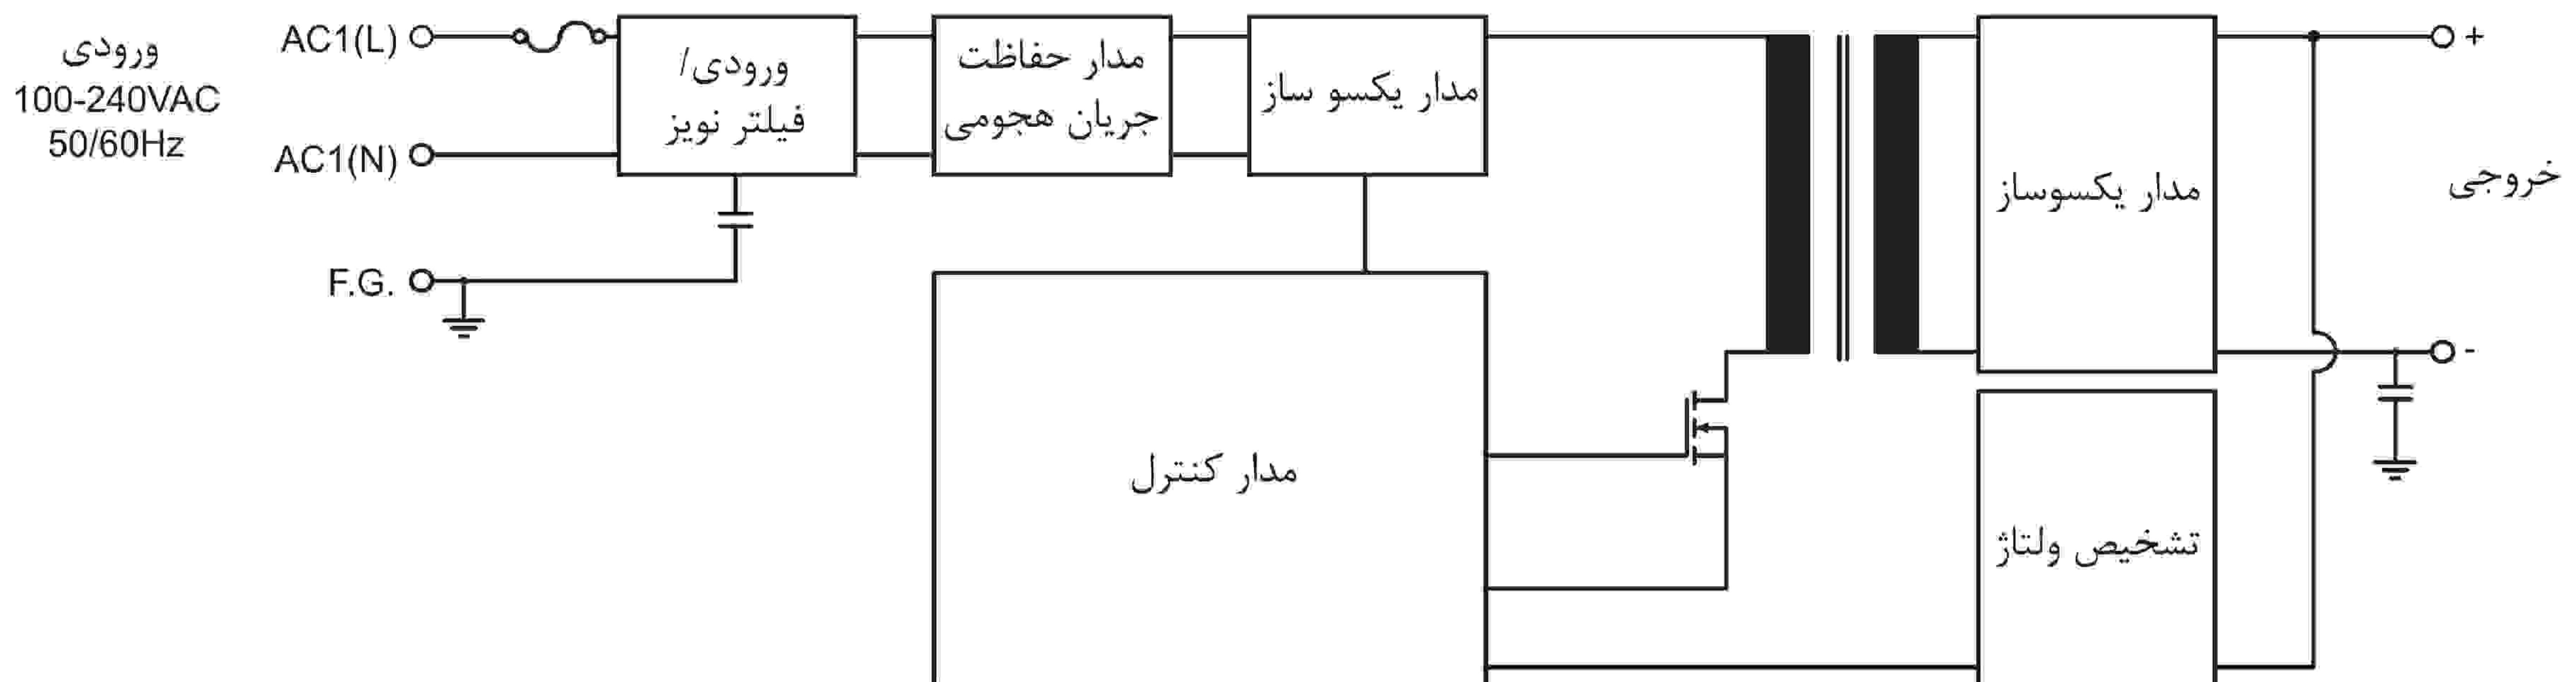 ورودی
100-240VAC
50/60Hz
AC1(L)
AC1(N)
F.G.
ورودی/
فیلتر نویز
مدار حفاظت
جریان هجومی
مدار یکسو ساز
مدار کنترل
مدار یکسوساز
تشخیص ولتاژ
+
خروجی
-